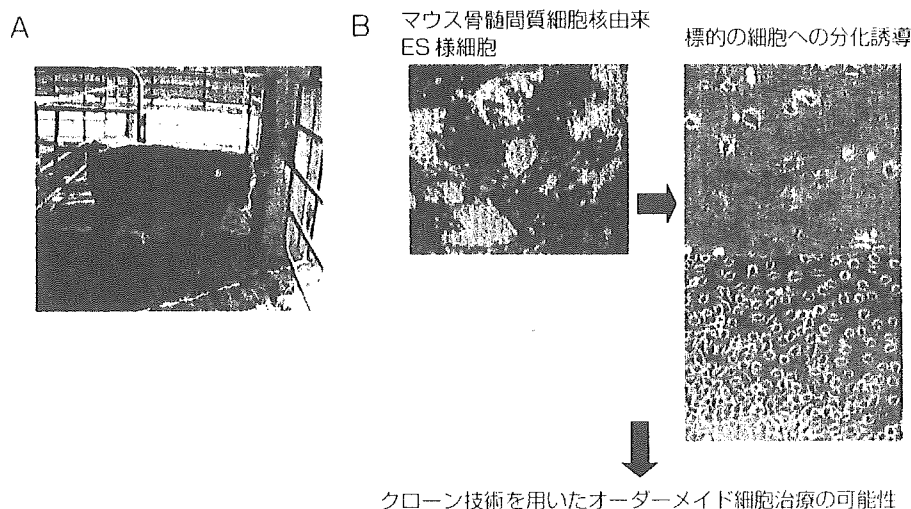 A
B
マウス骨髄間質細胞核由来
ES 様細胞
標的の細胞への分化誘導
クローン技術を用いたオーダーメイド細胞治療の可能性